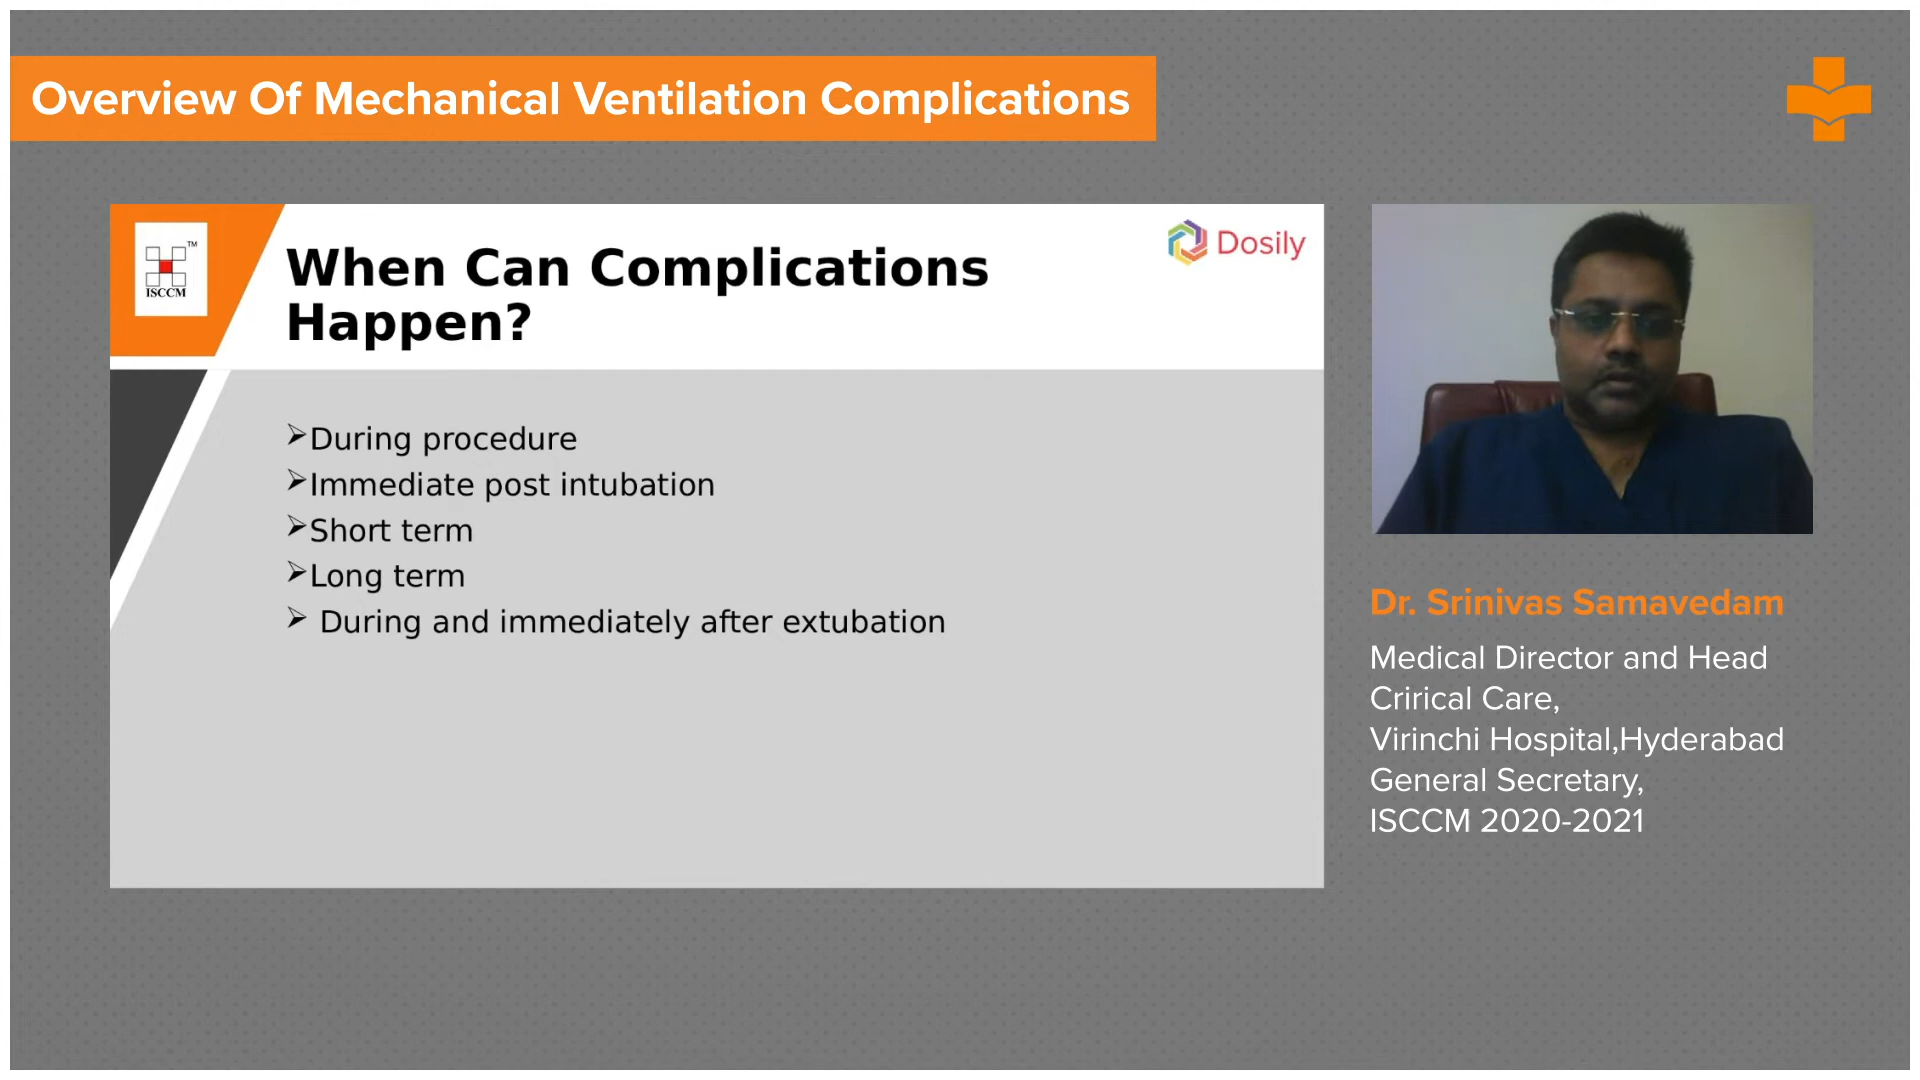 Overview Of Mechanical Ventilation Complications
TM
ISCCM
When Can Complications
Happen?
Dosily
➢During procedure
➢Immediate post intubation
➢Short term
➢Long term
➢ During and immediately after extubation
Dr. Srinivas Samavedam
Medical Director and Head
Crirical Care,
Virinchi Hospital,Hyderabad
General Secretary,
ISCCM 2020-2021